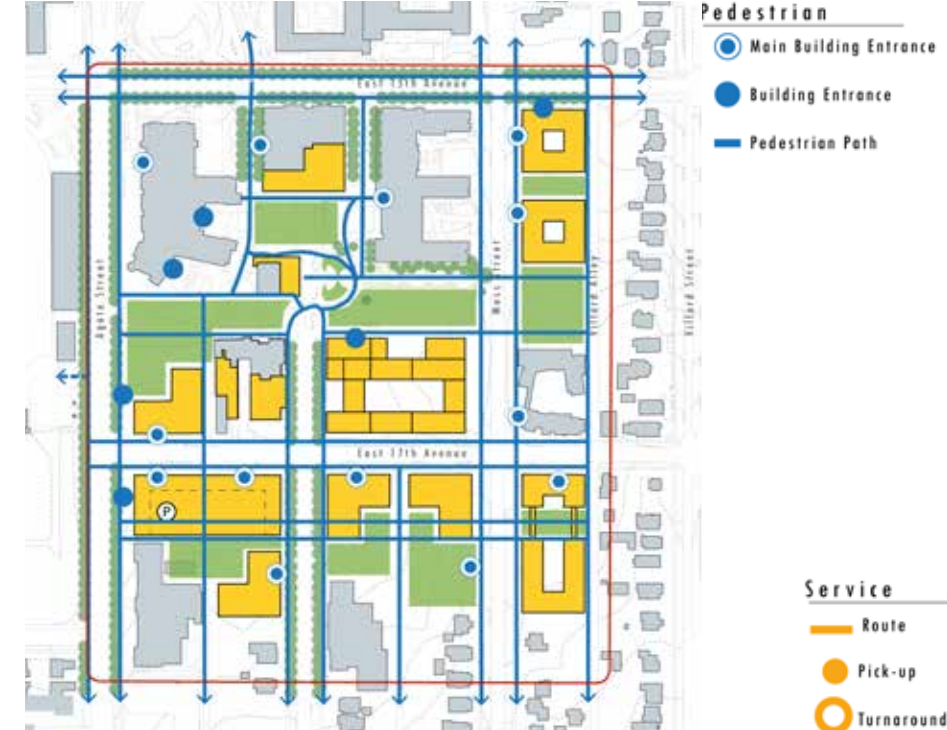 Pedestrian
Main Building Entrance
Building Entrance
Pedestrian Path
East 15th Avenue
Agate Street
Moss Street
Villard Alley
Villard Street
East 17th Avenue
P
Service
Route
Pick-up
Turnaround